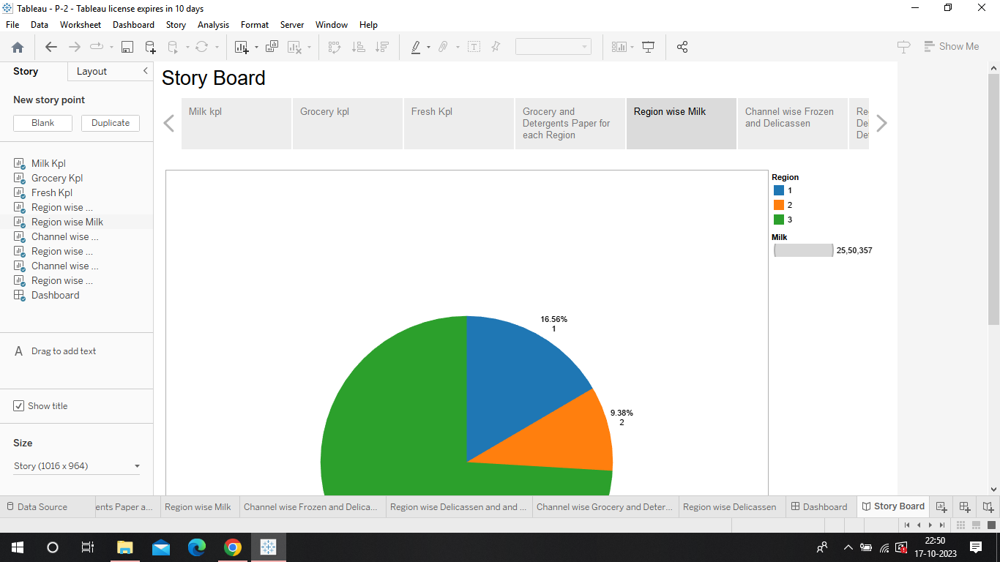 Tableau - P-2 - Tableau license expires in 10 days
File Data Worksheet Dashboard Story Analysis Format Server Window Help
Show Me
Story Layout
New story point
Blank Duplicate
Milk Kpl
Grocery Kpl
Fresh Kpl
Region wise ...
Region wise Milk
Channel wise ...
Region wise ...
Channel wise ...
Region wise ...
Dashboard
A Drag to add text
Show title
Size
Story (1016 x 964)
Story Board
Milk kpl
Grocery kpl
Fresh Kpl
Grocery and
Detergents Paper for
each Region
Region wise Milk
Channel wise Frozen
and Delicassen
Re
De
Det
Region
1
2
3
Milk
25,50,357
16.56%
1
9.38%
2
Data Source
ents Paper a...
Region wise Milk
Channel wise Frozen and Delica...
Region wise Delicassen and and ...
Channel wise Grocery and Deter...
Region wise Delicassen
Dashboard
Story Board
22:50
17-10-2023